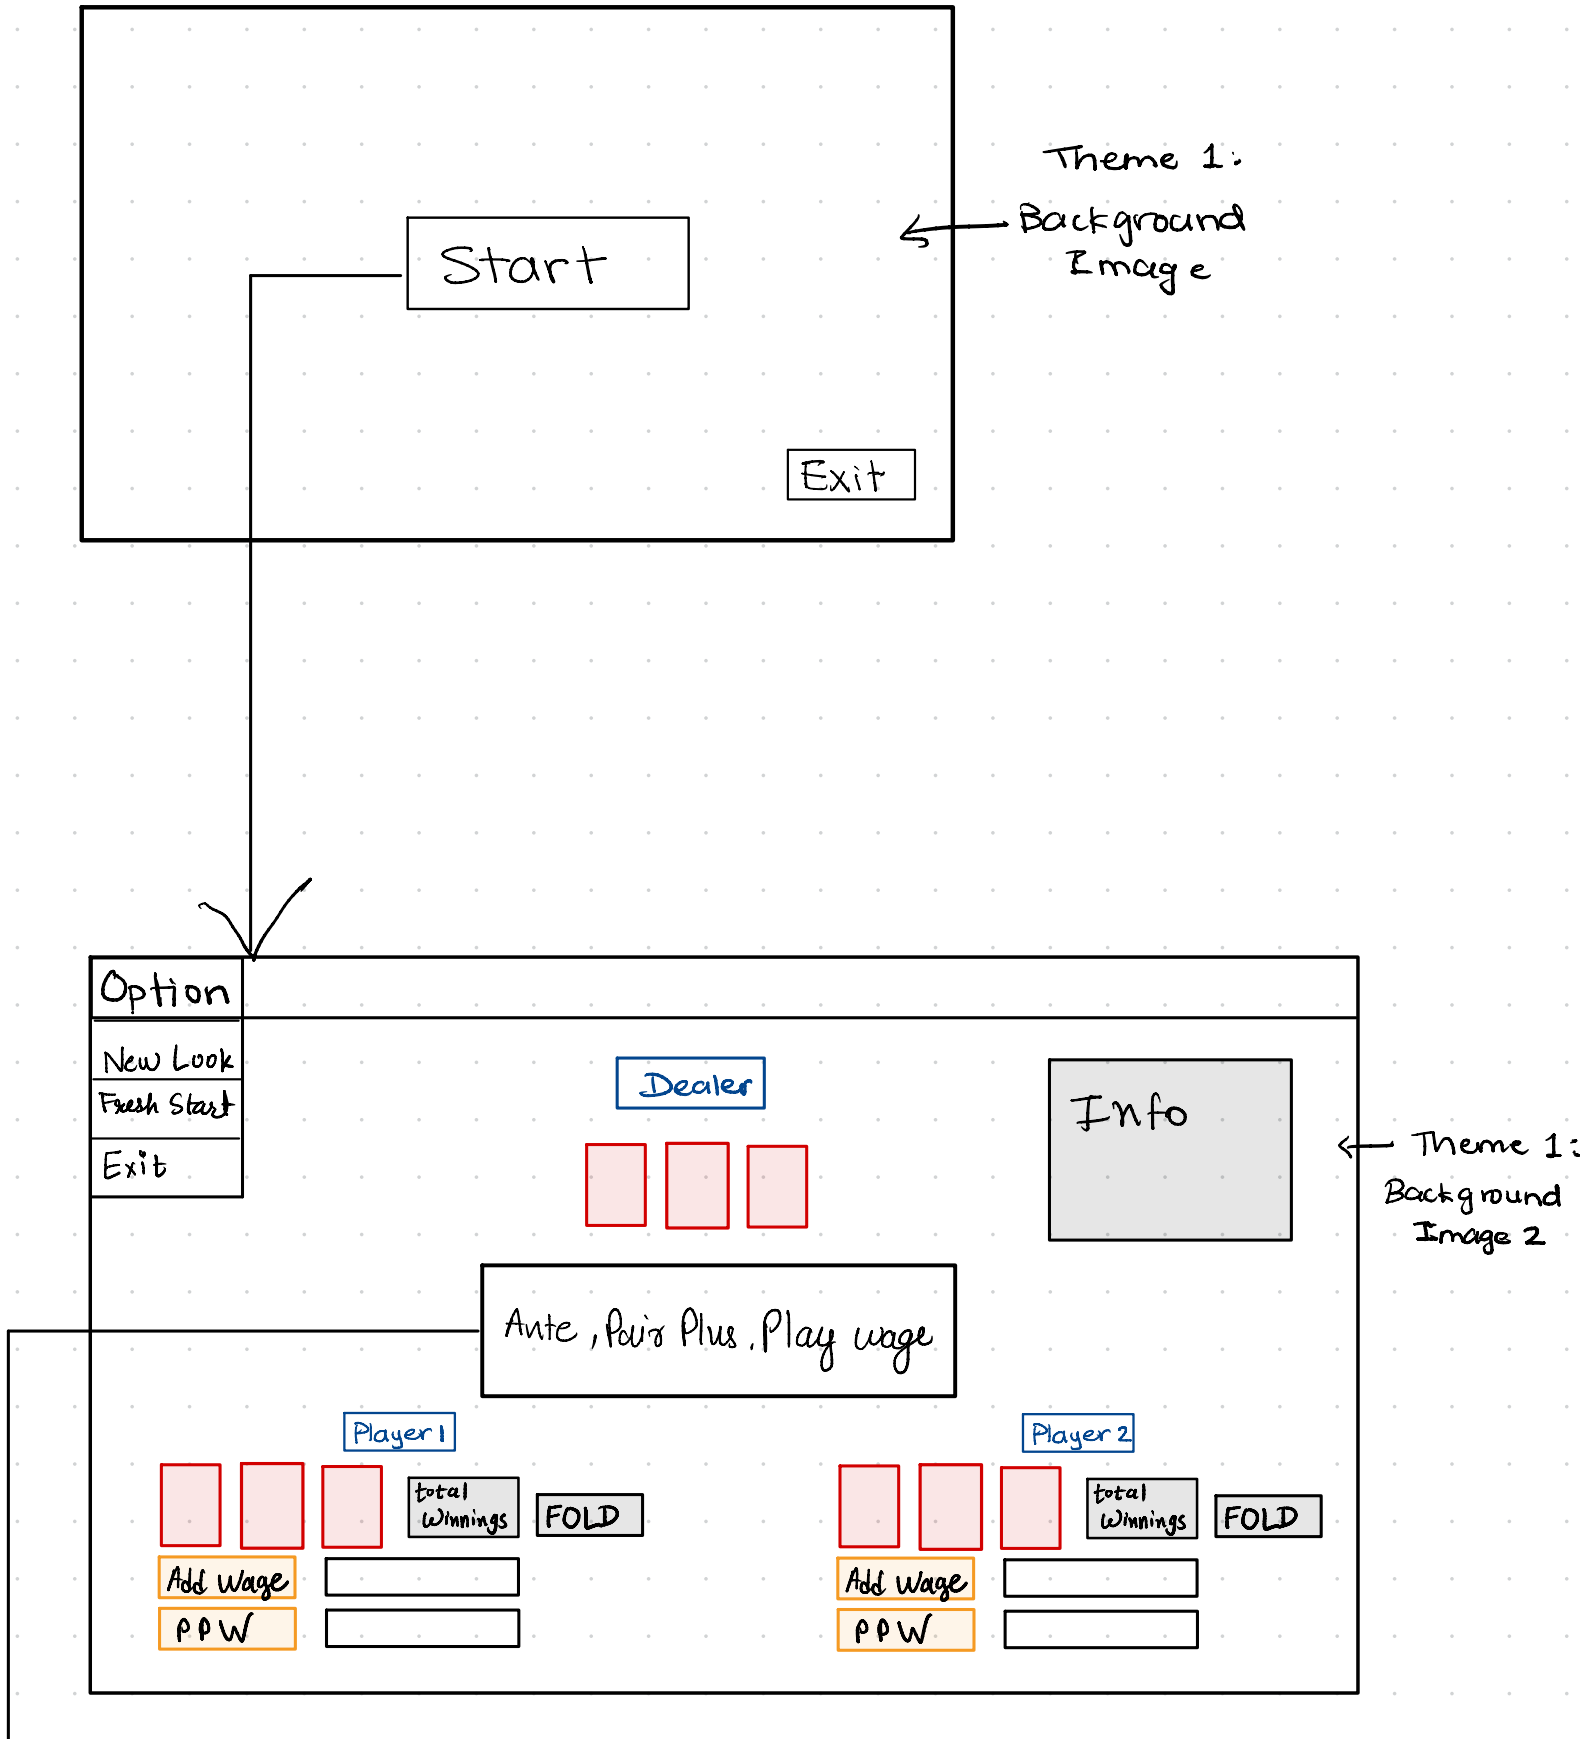 Theme 1:
Background
Image
Start
Exit
Option
New Look
Fresh Start
Exit
Dealer
Info
Theme 1:
Background
Image 2
Ante, Pair Plus, Play wage
Player 1
total
Winnings
FOLD
Add Wage
PPW
Player 2
total
Winnings
FOLD
Add Wage
PPW